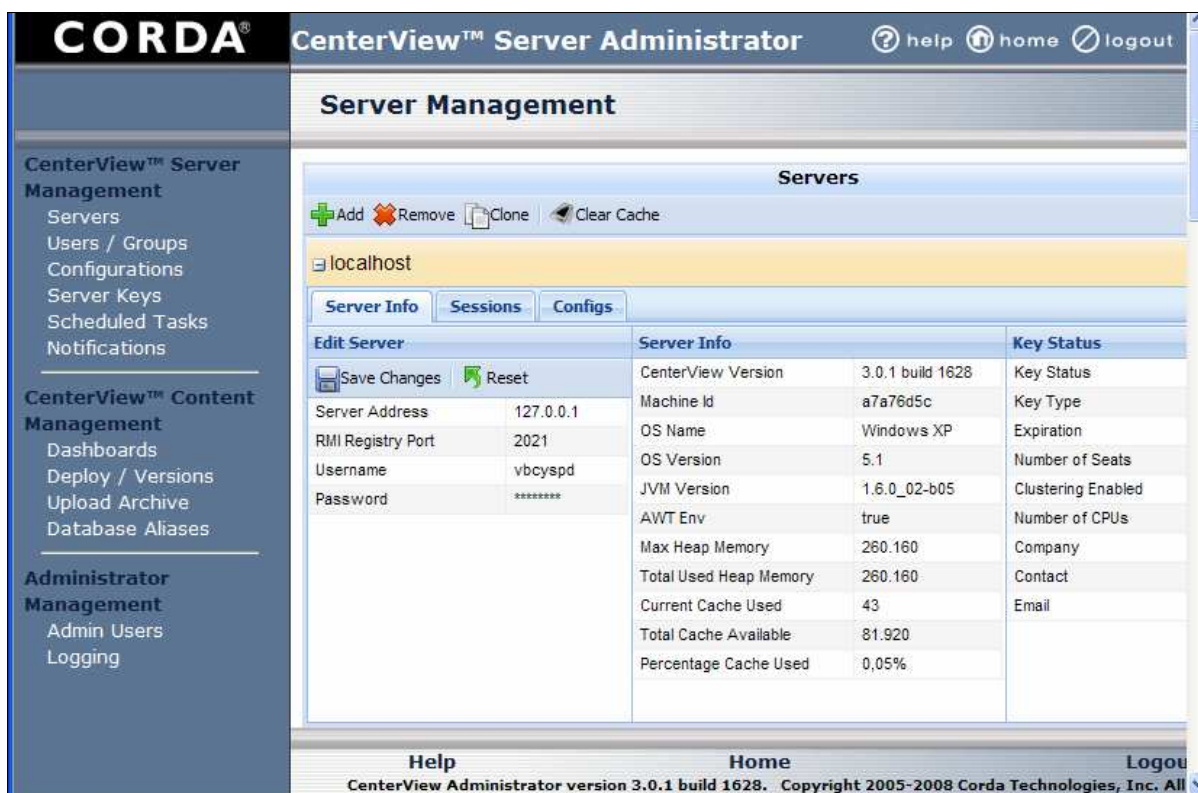 CORDA®
CenterView™ Server Administrator
help home logout
Server Management
CenterView™ Server
Management
Servers
Users / Groups
Configurations
Server Keys
Scheduled Tasks
Notifications
CenterView™ Content
Management
Dashboards
Deploy / Versions
Upload Archive
Database Aliases
Administrator
Management
Admin Users
Logging
Servers
Add Remove Clone Clear Cache
localhost
Server Info Sessions Configs
Edit Server
Save Changes Reset
Server Address 127.0.0.1
RMI Registry Port 2021
Username vbcyspd
Password ********
Server Info
CenterView Version 3.0.1 build 1628
Machine Id a7a76d5c
OS Name Windows XP
OS Version 5.1
JVM Version 1.6.0_02-b05
AWT Env true
Max Heap Memory 260.160
Total Used Heap Memory 260.160
Current Cache Used 43
Total Cache Available 81.920
Percentage Cache Used 0,05%
Key Status
Key Status
Key Type
Expiration
Number of Seats
Clustering Enabled
Number of CPUs
Company
Contact
Email
Help Home Logou
CenterView Administrator version 3.0.1 build 1628. Copyright 2005-2008 Corda Technologies, Inc. All